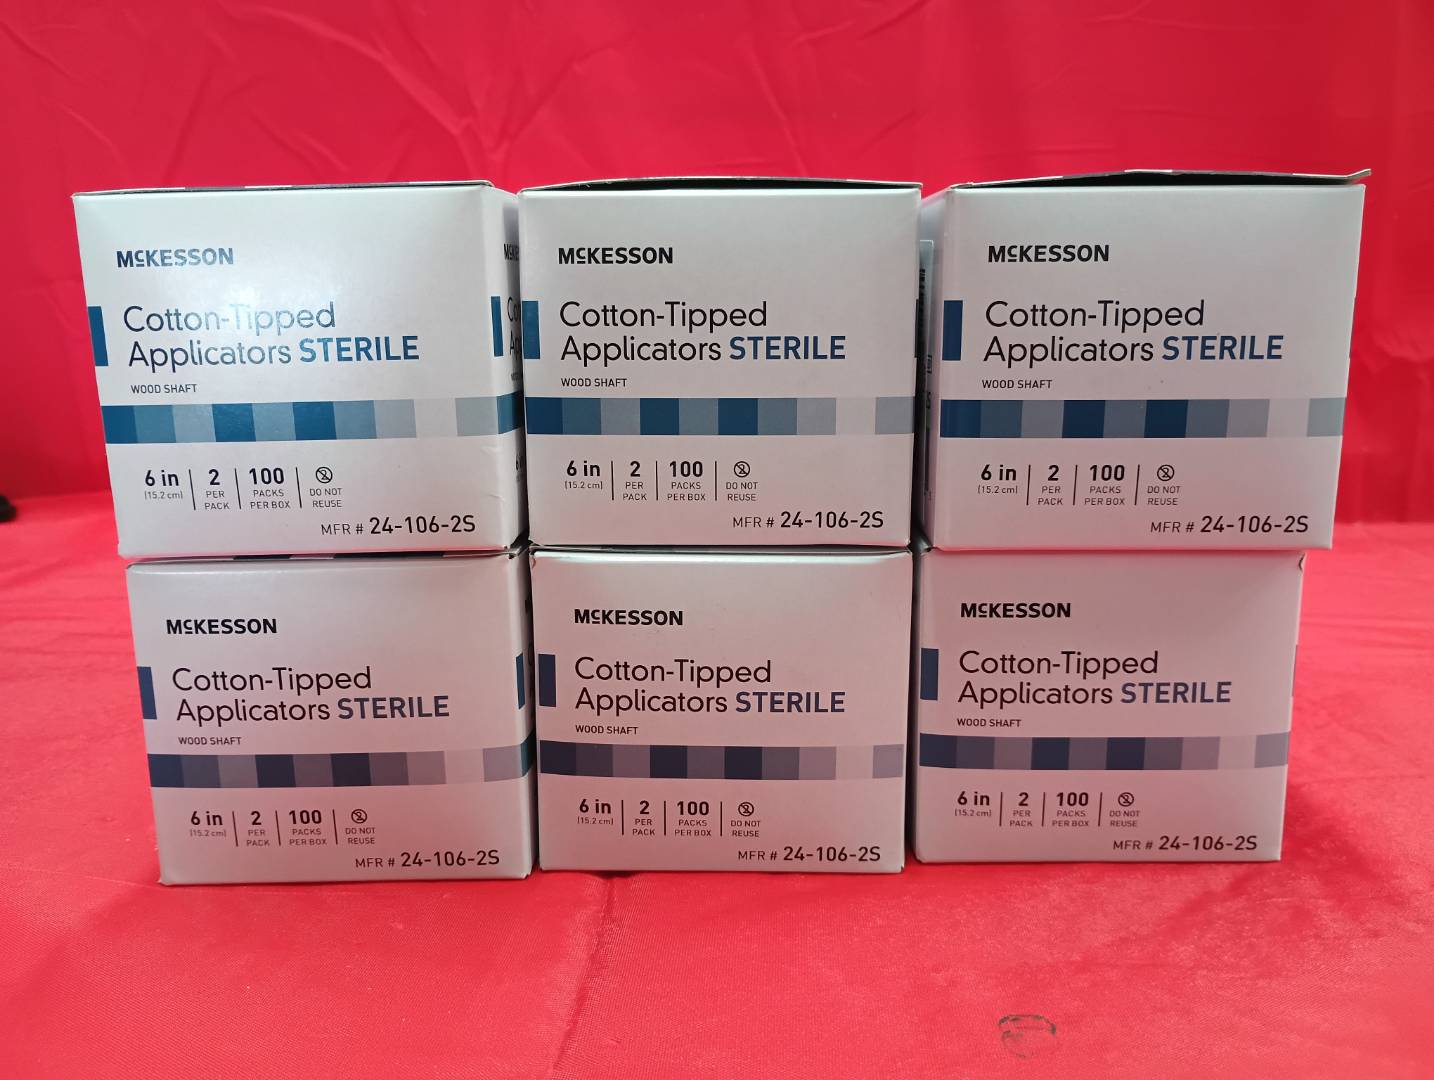 McKESSON
Cotton-Tipped
Applicators STERILE
WOOD SHAFT
6 in
(15.2 cm)
2
PER
PACK
100
PACKS
PER BOX
DO NOT
REUSE
MFR # 24-106-2S
McKESSON
Cotton-Tipped
Applicators STERILE
WOOD SHAFT
6 in
(15.2 cm)
2
PER
PACK
100
PACKS
PER BOX
DO NOT
REUSE
MFR # 24-106-2S
McKESSON
Cotton-Tipped
Applicators STERILE
WOOD SHAFT
6 in
(15.2 cm)
2
PER
PACK
100
PACKS
PER BOX
DO NOT
REUSE
MFR # 24-106-2S
McKESSON
Cotton-Tipped
Applicators STERILE
WOOD SHAFT
6 in
(15.2 cm)
2
PER
PACK
100
PACKS
PER BOX
DO NOT
REUSE
MFR # 24-106-2S
McKESSON
Cotton-Tipped
Applicators STERILE
WOOD SHAFT
6 in
(15.2 cm)
2
PER
PACK
100
PACKS
PER BOX
DO NOT
REUSE
MFR # 24-106-2S
McKESSON
Cotton-Tipped
Applicators STERILE
WOOD SHAFT
6 in
(15.2 cm)
2
PER
PACK
100
PACKS
PER BOX
DO NOT
REUSE
MFR # 24-106-2S